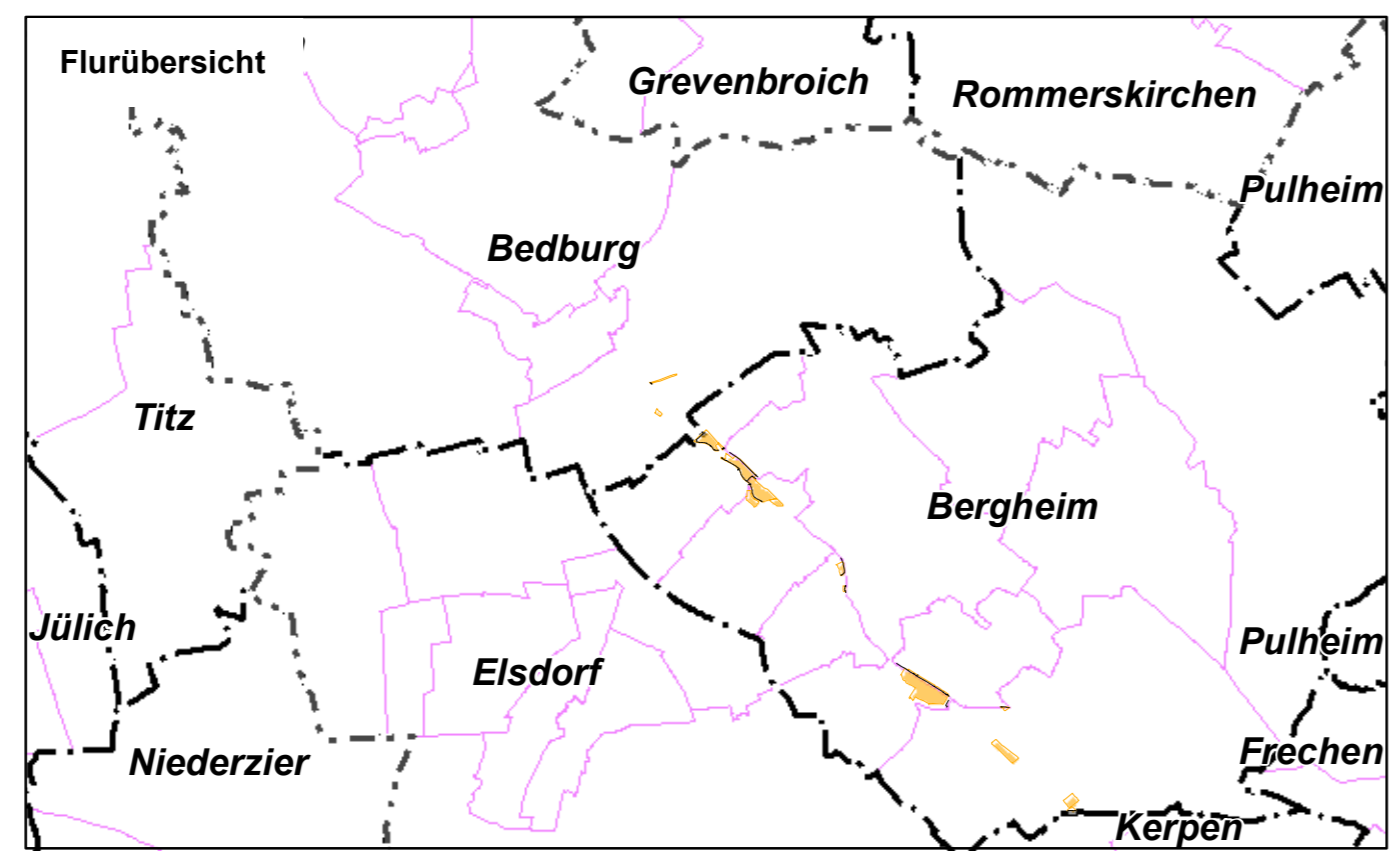 Flurübersicht
Grevenbroich
Rommerskirchen
Pulheim
Bedburg
Titz
Bergheim
Jülich
Pulheim
Elsdorf
Frechen
Niederzier
Kerpen